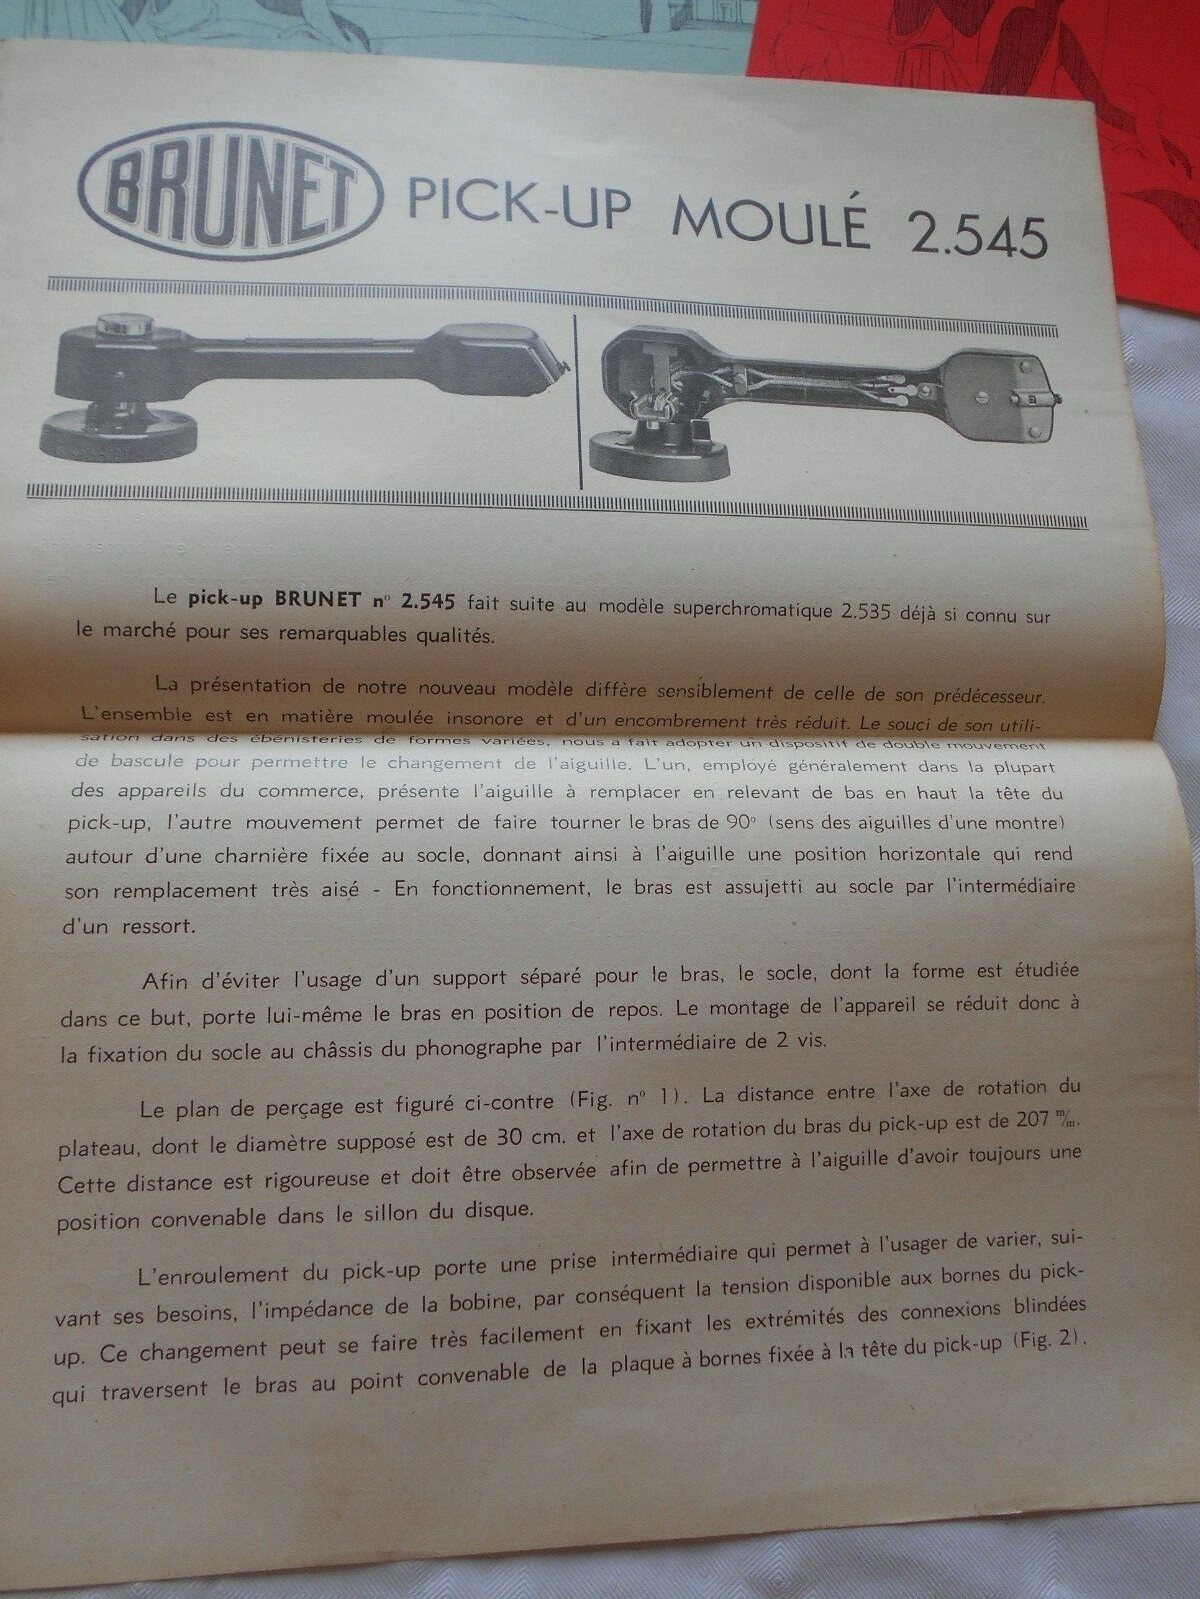 BRUNET PICK-UP MOULÉ 2.545
Le pick-up BRUNET nº 2.545 fait suite au modèle superchromatique 2.535 déjà si connu sur
le marché pour ses remarquables qualités.
La présentation de notre nouveau modèle diffère sensiblement de celle de son prédécesseur.
L'ensemble est en matière moulée insonore et d'un encombrement très réduit. Le souci de son utili-
sation dans des ébénisteries de formes variées, nous a fait adopter un dispositif de double mouvement
de bascule pour permettre le changement de l'aiguille. L'un, employé généralement dans la plupart
des appareils du commerce, présente l'aiguille à remplacer en relevant de bas en haut la tête du
pick-up, l'autre mouvement permet de faire tourner le bras de 90º (sens des aiguilles d'une montre)
autour d'une charnière fixée au socle, donnant ainsi à l'aiguille une position horizontale qui rend
son remplacement très aisé - En fonctionnement, le bras est assujetti au socle par l'intermédiaire
d'un ressort.
Afin d'éviter l'usage d'un support séparé pour le bras, le socle, dont la forme est étudiée
dans ce but, porte lui-même le bras en position de repos. Le montage de l'appareil se réduit donc à
la fixation du socle au châssis du phonographe par l'intermédiaire de 2 vis.
Le plan de perçage est figuré ci-contre (Fig. nº 1). La distance entre l'axe de rotation du
plateau, dont le diamètre supposé est de 30 cm. et l'axe de rotation du bras du pick-up est de 207 m/m.
Cette distance est rigoureuse et doit être observée afin de permettre à l'aiguille d'avoir toujours une
position convenable dans le sillon du disque.
L'enroulement du pick-up porte une prise intermédiaire qui permet à l'usager de varier, sui-
vant ses besoins, l'impédance de la bobine, par conséquent la tension disponible aux bornes du pick-
up. Ce changement peut se faire très facilement en fixant les extrémités des connexions blindées
qui traversent le bras au point convenable de la plaque à bornes fixée à la tête du pick-up (Fig. 2).